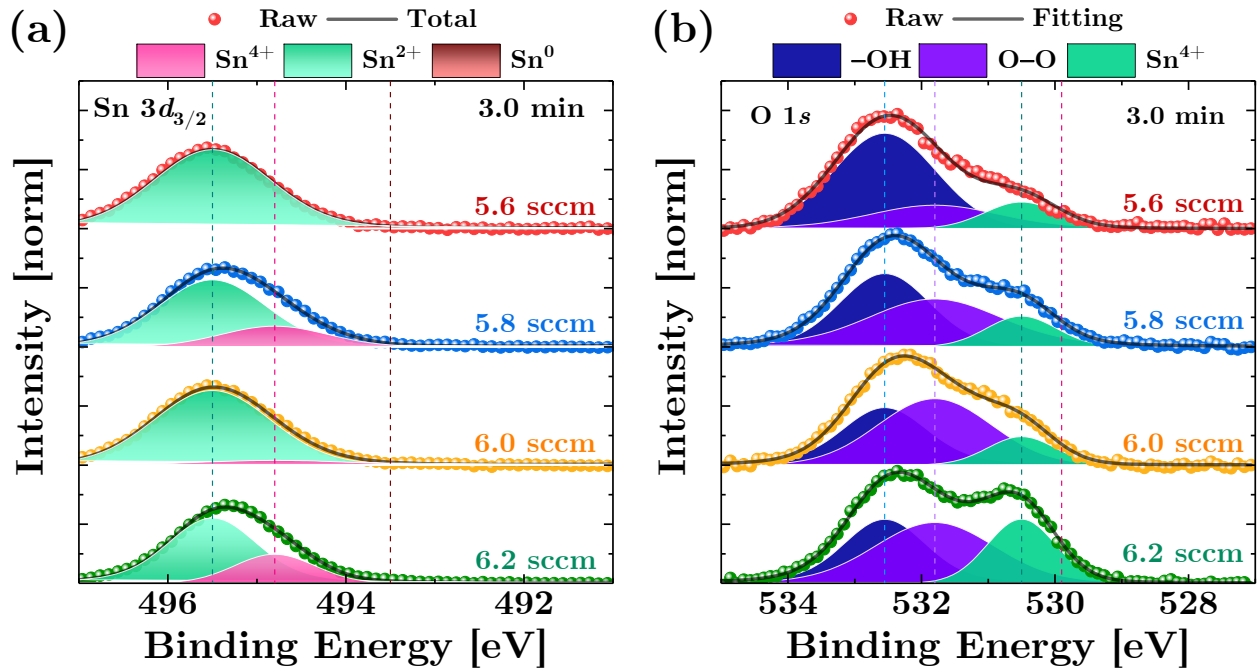 (a)
Raw Total
Sn⁴⁺ Sn²⁺ Sn⁰
Sn 3d₃/₂ 3.0 min
5.6 sccm
5.8 sccm
6.0 sccm
6.2 sccm
Intensity [norm]
496 494 492
Binding Energy [eV]
(b)
Raw Fitting
–OH O–O Sn⁴⁺
O 1s 3.0 min
5.6 sccm
5.8 sccm
6.0 sccm
6.2 sccm
Intensity [norm]
534 532 530 528
Binding Energy [eV]